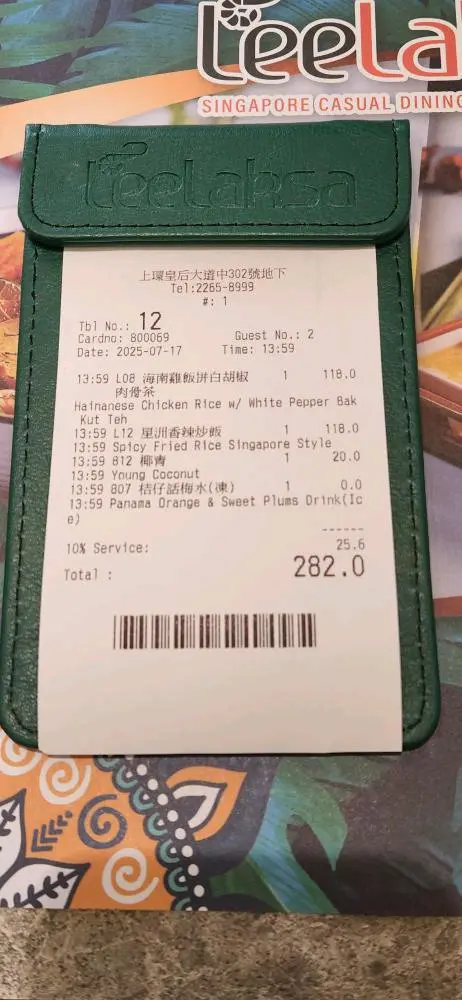 leela
SINGAPORE CASUAL DINING
leelaksa
上環皇后大道中302號地下
Tel:2265-8999
#: 1
Tbl No.: 12
Cardno: 800069 Guest No.: 2
Date: 2025-07-17 Time: 13:59
13:59 L08 海南雞飯拼白胡椒 1 118.0
肉骨茶
Hainanese Chicken Rice w/ White Pepper Bak
Kut Teh
13:59 L12 星洲香辣炒飯 1 118.0
13:59 Spicy Fried Rice Singapore Style
13:59 812 椰青 1 20.0
13:59 Young Coconut
13:59 807 桔仔話梅水(凍) 1 0.0
13:59 Panama Orange & Sweet Plums Drink(Ic
e)
------
10% Service: 25.6
Total : 282.0